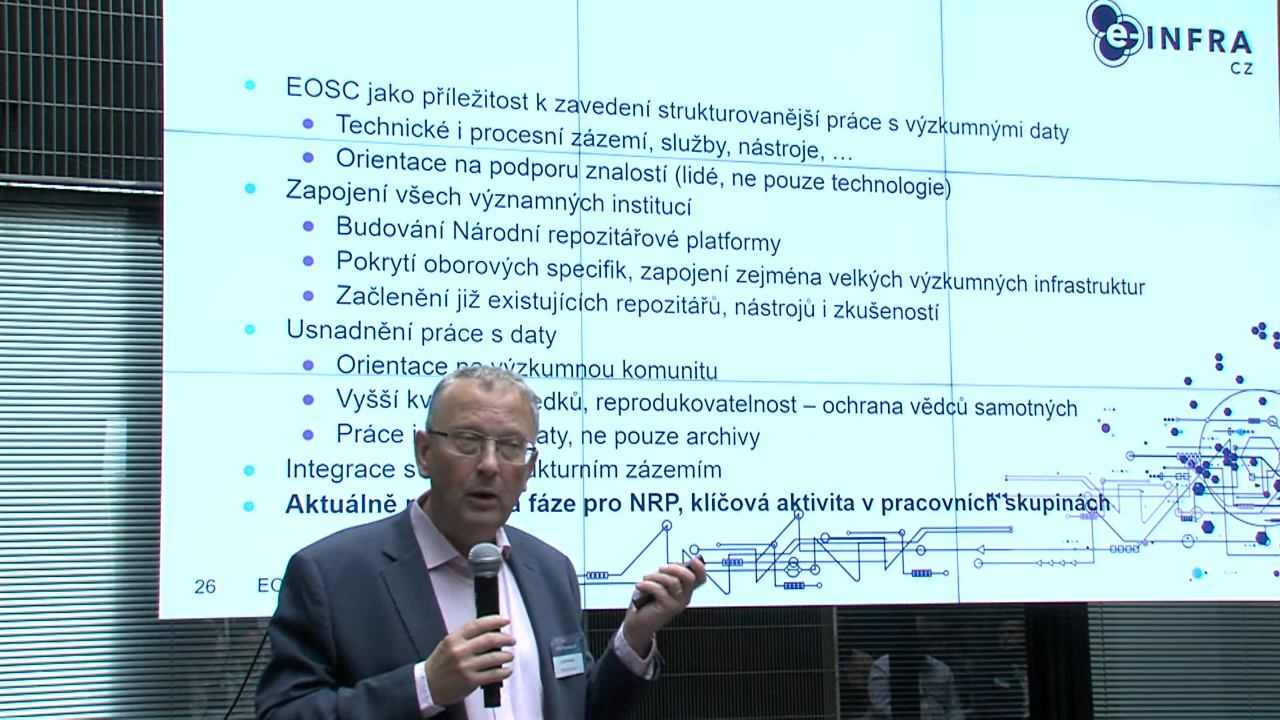 e-INFRA
CZ
EOSC jako příležitost k zavedení strukturovanější práce s výzkumnými daty
Technické i procesní zázemí, služby, nástroje, …
Orientace na podporu znalostí (lidé, ne pouze technologie)
Zapojení všech významných institucí
Budování Národní repozitářové platformy
Pokrytí oborových specifik, zapojení zejména velkých výzkumných infrastruktur
Začlenění již existujících repozitářů, nástrojů i zkušeností
Usnadnění práce s daty
Orientace na výzkumnou komunitu
Vyšší edků, reprodukovatelnost – ochrana vědců samotných
Práce aty, ne pouze archivy
Integrace s ukturním zázemím
Aktuálně fáze pro NRP, klíčová aktivita v pracovních skupinách
26